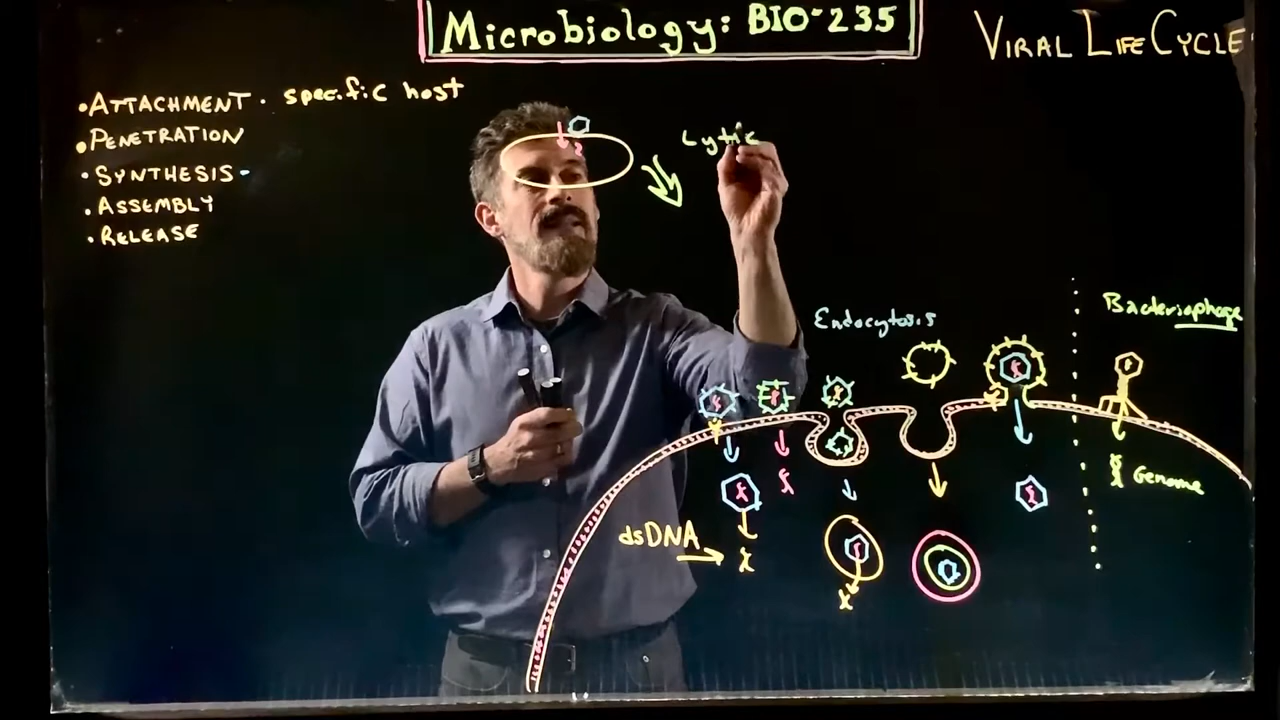 Microbiology: BIO-235
VIRAL LIFE CYCLE
• ATTACHMENT • specific host
• PENETRATION
• SYNTHESIS •
• ASSEMBLY
• RELEASE
Lytic
Endocytosis
Bacteriophage
Genome
dsDNA